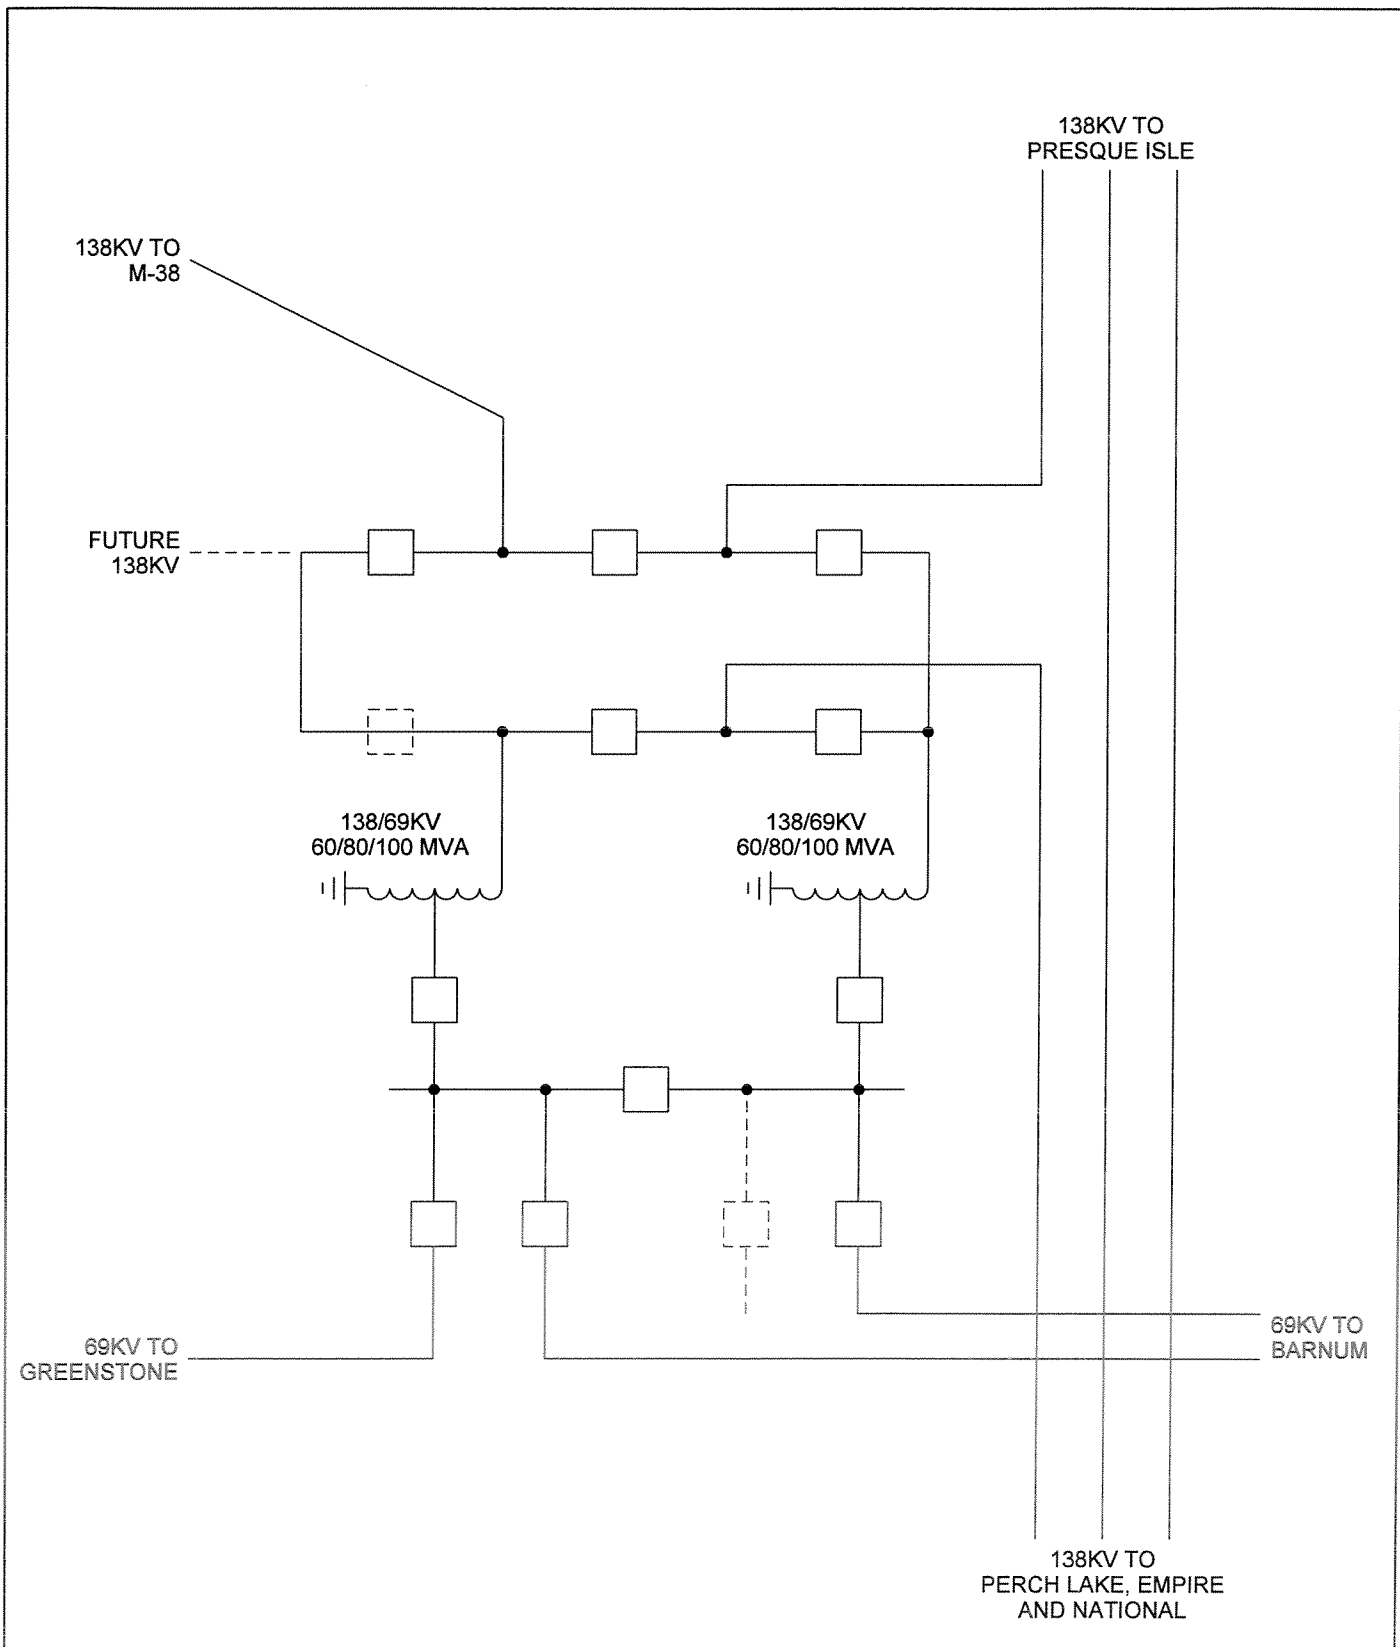 138KV TO
PRESQUE ISLE
138KV TO
M-38
FUTURE
138KV
138/69KV
60/80/100 MVA
138/69KV
60/80/100 MVA
69KV TO
GREENSTONE
69KV TO
BARNUM
138KV TO
PERCH LAKE, EMPIRE
AND NATIONAL